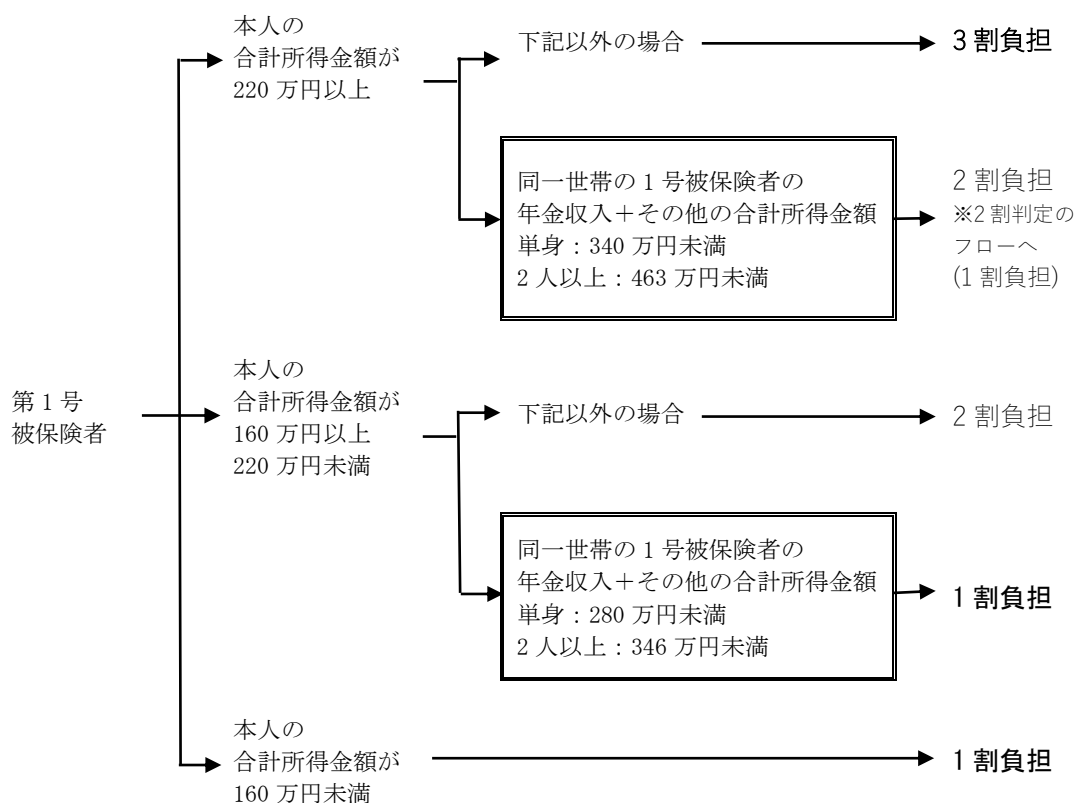 本人の
合計所得金額が
220 万円以上
下記以外の場合
3 割負担
同一世帯の 1 号被保険者の
年金収入＋その他の合計所得金額
単身：340 万円未満
2 人以上：463 万円未満
2 割負担
※2 割判定の
フローへ
(1 割負担)
第 1 号
被保険者
本人の
合計所得金額が
160 万円以上
220 万円未満
下記以外の場合
2 割負担
同一世帯の 1 号被保険者の
年金収入＋その他の合計所得金額
単身：280 万円未満
2 人以上：346 万円未満
1 割負担
本人の
合計所得金額が
160 万円未満
1 割負担